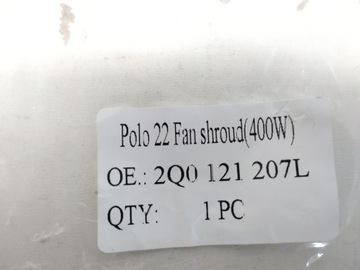 Polo 22 Fan shroud(400W)
OE.: 2Q0 121 207L
QTY: 1 PC